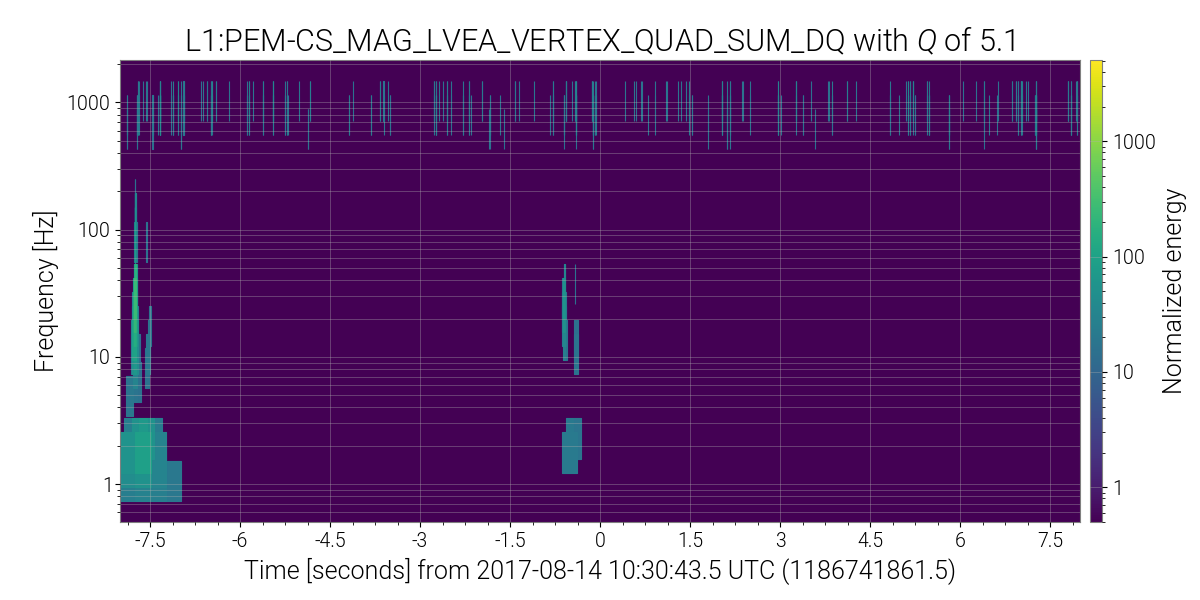 L1:PEM-CS_MAG_LVEA_VERTEX_QUAD_SUM_DQ with Q of 5.1
1000
100
10
1
Frequency [Hz]
-7.5 -6 -4.5 -3 -1.5 0 1.5 3 4.5 6 7.5
Time [seconds] from 2017-08-14 10:30:43.5 UTC (1186741861.5)
1000
100
10
1
Normalized energy